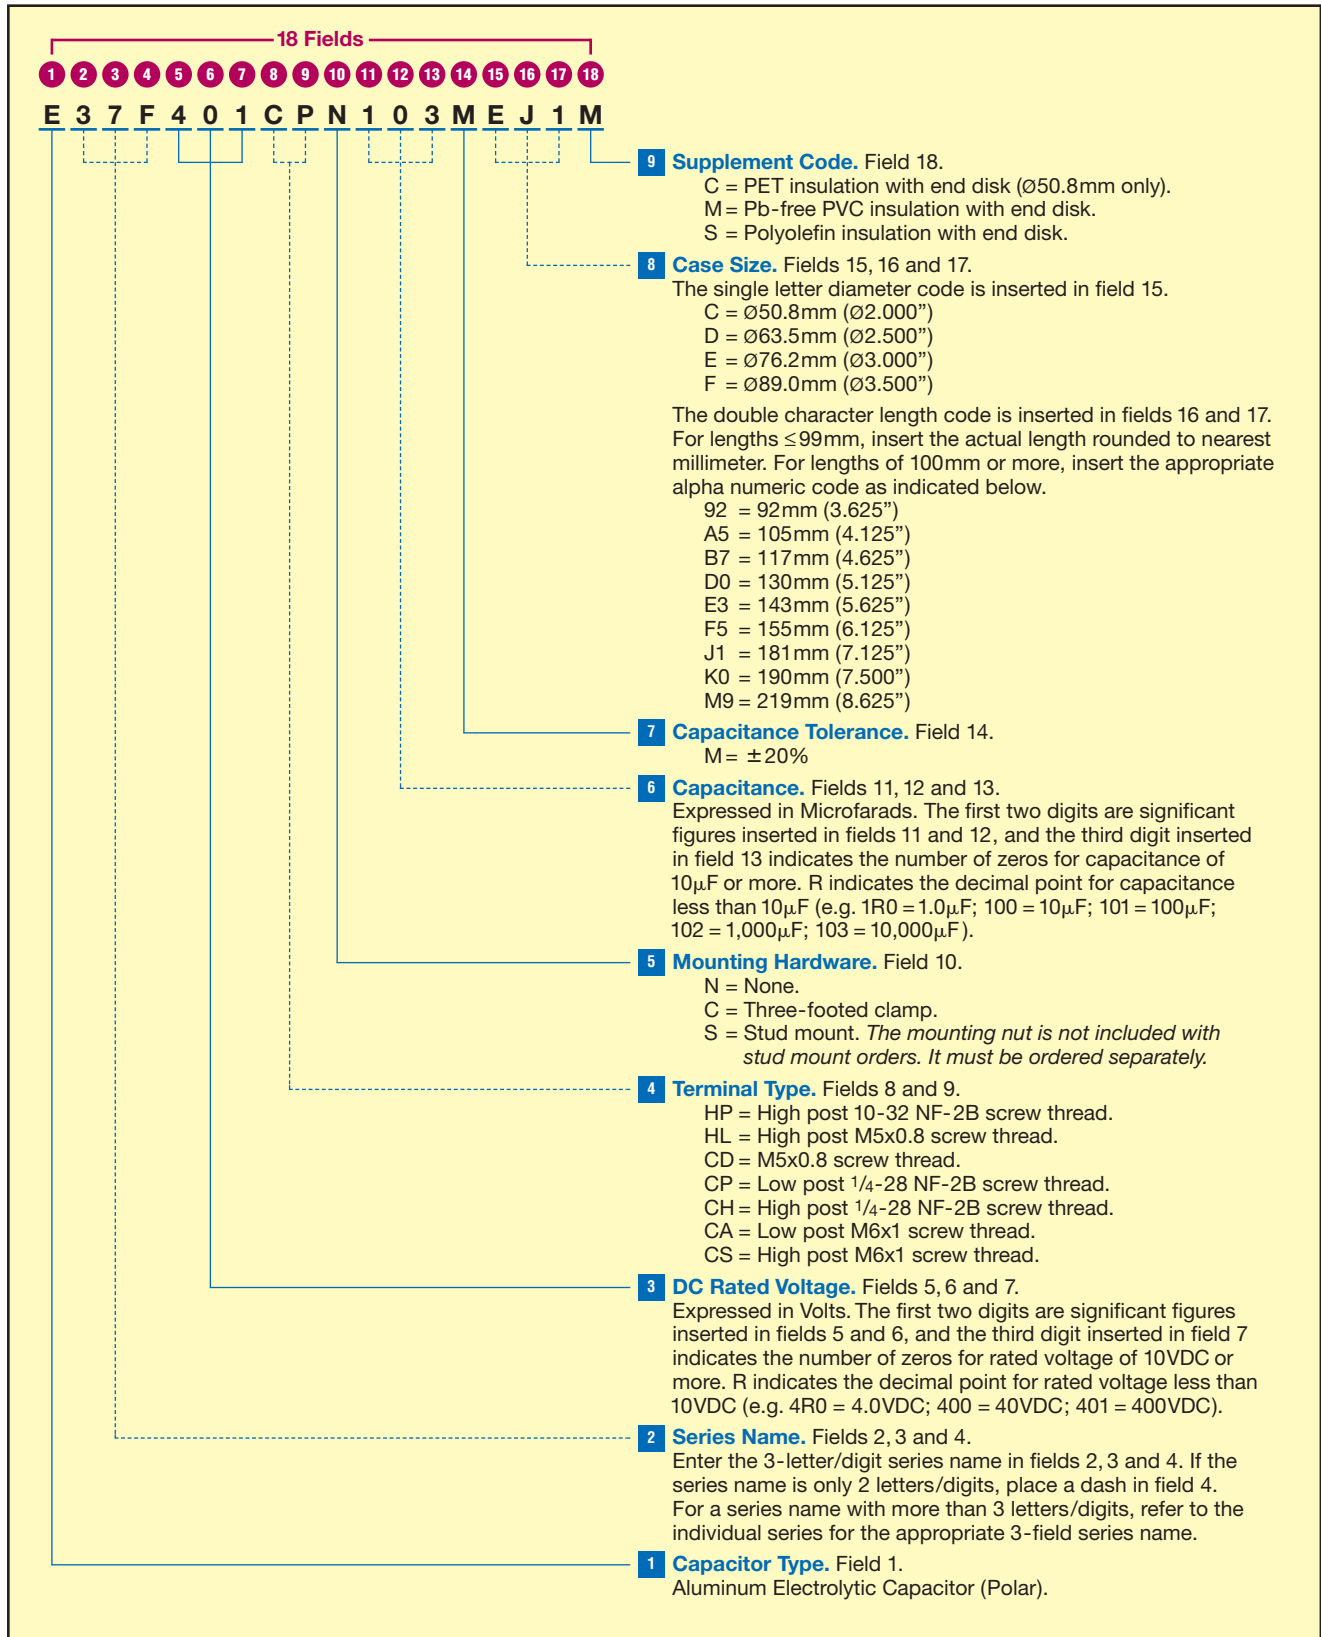 18 Fields
1 2 3 4 5 6 7 8 9 10 11 12 13 14 15 16 17 18
E 3 7 F 4 0 1 C P N 1 0 3 M E J 1 M
9 Supplement Code. Field 18.
C = PET insulation with end disk (Ø50.8mm only).
M = Pb-free PVC insulation with end disk.
S = Polyolefin insulation with end disk.
8 Case Size. Fields 15, 16 and 17.
The single letter diameter code is inserted in field 15.
C = Ø50.8mm (Ø2.000”)
D = Ø63.5mm (Ø2.500”)
E = Ø76.2mm (Ø3.000”)
F = Ø89.0mm (Ø3.500”)
The double character length code is inserted in fields 16 and 17.
For lengths ≤99mm, insert the actual length rounded to nearest
millimeter. For lengths of 100mm or more, insert the appropriate
alpha numeric code as indicated below.
92 = 92mm (3.625”)
A5 = 105mm (4.125”)
B7 = 117mm (4.625”)
D0 = 130mm (5.125”)
E3 = 143mm (5.625”)
F5 = 155mm (6.125”)
J1 = 181mm (7.125”)
K0 = 190mm (7.500”)
M9 = 219mm (8.625”)
7 Capacitance Tolerance. Field 14.
M = ±20%
6 Capacitance. Fields 11, 12 and 13.
Expressed in Microfarads. The first two digits are significant
figures inserted in fields 11 and 12, and the third digit inserted
in field 13 indicates the number of zeros for capacitance of
10µF or more. R indicates the decimal point for capacitance
less than 10µF (e.g. 1R0 = 1.0µF; 100 = 10µF; 101 = 100µF;
102 = 1,000µF; 103 = 10,000µF).
5 Mounting Hardware. Field 10.
N = None.
C = Three-footed clamp.
S = Stud mount. The mounting nut is not included with
stud mount orders. It must be ordered separately.
4 Terminal Type. Fields 8 and 9.
HP = High post 10-32 NF-2B screw thread.
HL = High post M5x0.8 screw thread.
CD = M5x0.8 screw thread.
CP = Low post 1/4-28 NF-2B screw thread.
CH = High post 1/4-28 NF-2B screw thread.
CA = Low post M6x1 screw thread.
CS = High post M6x1 screw thread.
3 DC Rated Voltage. Fields 5, 6 and 7.
Expressed in Volts. The first two digits are significant figures
inserted in fields 5 and 6, and the third digit inserted in field 7
indicates the number of zeros for rated voltage of 10VDC or
more. R indicates the decimal point for rated voltage less than
10VDC (e.g. 4R0 = 4.0VDC; 400 = 40VDC; 401 = 400VDC).
2 Series Name. Fields 2, 3 and 4.
Enter the 3-letter/digit series name in fields 2, 3 and 4. If the
series name is only 2 letters/digits, place a dash in field 4.
For a series name with more than 3 letters/digits, refer to the
individual series for the appropriate 3-field series name.
1 Capacitor Type. Field 1.
Aluminum Electrolytic Capacitor (Polar).